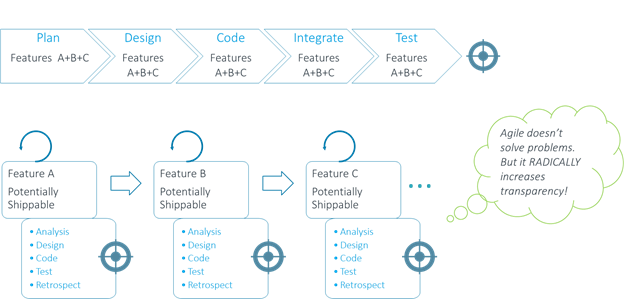 Plan
Features A+B+C
Design
Features
A+B+C
Code
Features
A+B+C
Integrate
Features
A+B+C
Test
Features
A+B+C
Feature A
Potentially
Shippable
• Analysis
• Design
• Code
• Test
• Retrospect
Feature B
Potentially
Shippable
• Analysis
• Design
• Code
• Test
• Retrospect
Feature C
Potentially
Shippable
• Analysis
• Design
• Code
• Test
• Retrospect
Agile doesn't
solve problems.
But it RADICALLY
increases
transparency!